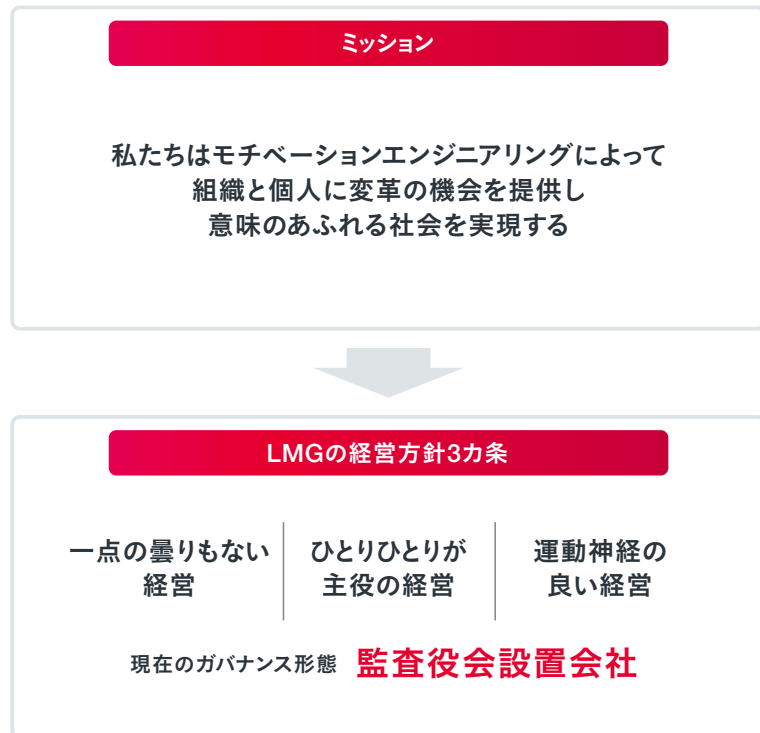 ミッション
私たちはモチベーションエンジニアリングによって
組織と個人に変革の機会を提供し
意味のあふれる社会を実現する
LMGの経営方針3カ条
一点の曇りもない
経営
ひとりひとりが
主役の経営
運動神経の
良い経営
現在のガバナンス形態 監査役会設置会社